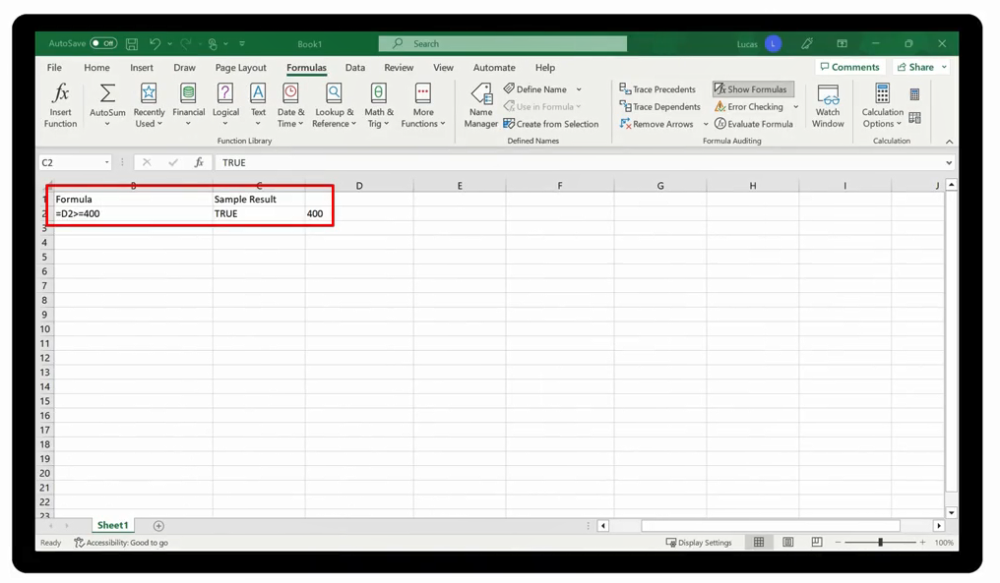 AutoSave Off Book1 Search Lucas L
File Home Insert Draw Page Layout Formulas Data Review View Automate Help Comments Share
fx Insert Function
AutoSum
Recently Used
Financial
Logical
Text
Date & Time
Lookup & Reference
Math & Trig
More Functions
Function Library
Name Manager
Define Name
Use in Formula
Create from Selection
Defined Names
Trace Precedents
Trace Dependents
Remove Arrows
Show Formulas
Error Checking
Evaluate Formula
Formula Auditing
Watch Window
Calculation Options
Calculation
C2 fx TRUE
B C D E F G H I J
1 Formula Sample Result
2 =D2>=400 TRUE 400
3
4
5
6
7
8
9
10
11
12
13
14
15
16
17
18
19
20
21
22
23
Sheet1
Ready Accessibility: Good to go Display Settings 100%